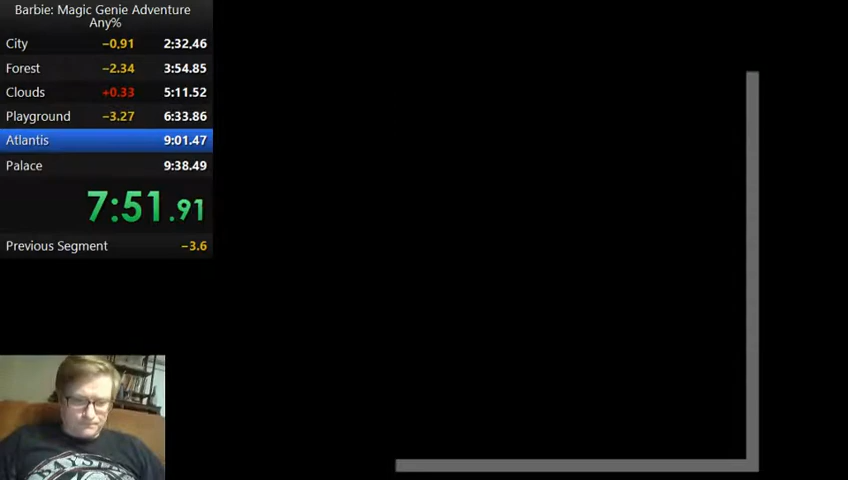 Barbie: Magic Genie Adventure
Any%
City −0.91 2:32.46
Forest −2.34 3:54.85
Clouds +0.33 5:11.52
Playground −3.27 6:33.86
Atlantis 9:01.47
Palace 9:38.49
7:51.91
Previous Segment −3.6